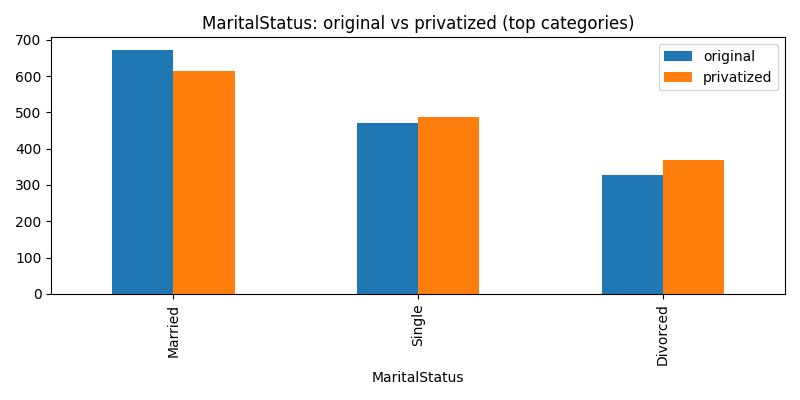 MaritalStatus: original vs privatized (top categories)
700
600
500
400
300
200
100
0
original
privatized
Married
Single
Divorced
MaritalStatus